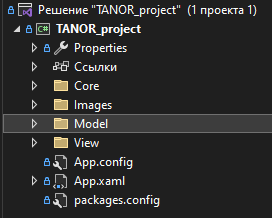 Решение "TANOR_project" (1 проекта 1)
C# TANOR_project
Properties
Ссылки
Core
Images
Model
View
App.config
App.xaml
packages.config